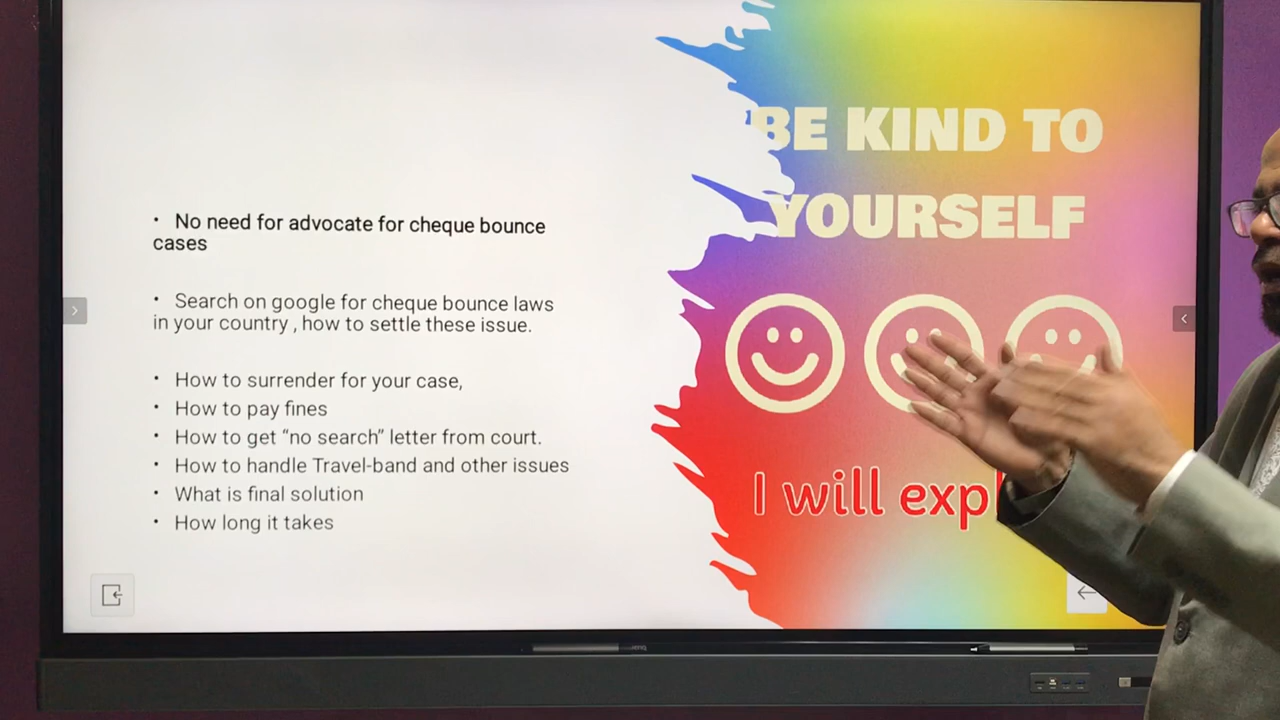 • No need for advocate for cheque bounce
cases
• Search on google for cheque bounce laws
in your country , how to settle these issue.
• How to surrender for your case,
• How to pay fines
• How to get “no search” letter from court.
• How to handle Travel-band and other issues
• What is final solution
• How long it takes
BE KIND TO
YOURSELF
I will